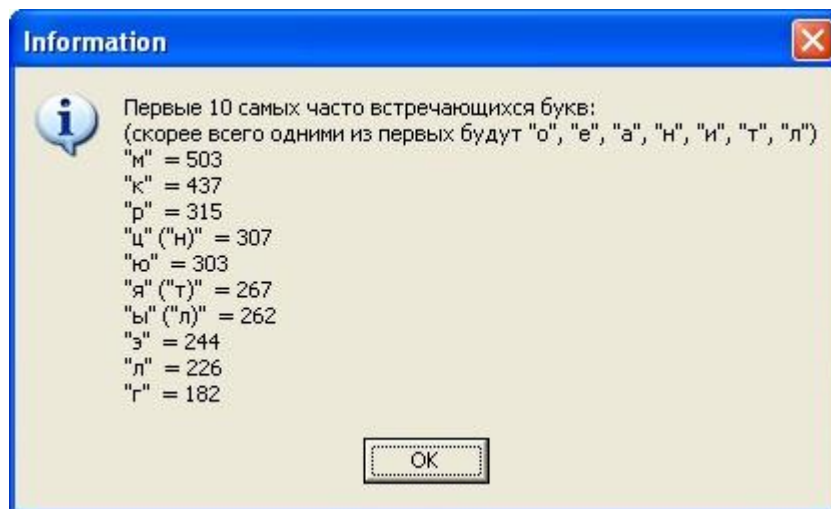 Information
Первые 10 самых часто встречающихся букв:
(скорее всего одними из первых будут "о", "е", "а", "н", "и", "т", "л")
"м" = 503
"к" = 437
"р" = 315
"ц" ("н)" = 307
"ю" = 303
"я" ("т)" = 267
"ы" ("л)" = 262
"э" = 244
"л" = 226
"г" = 182
OK